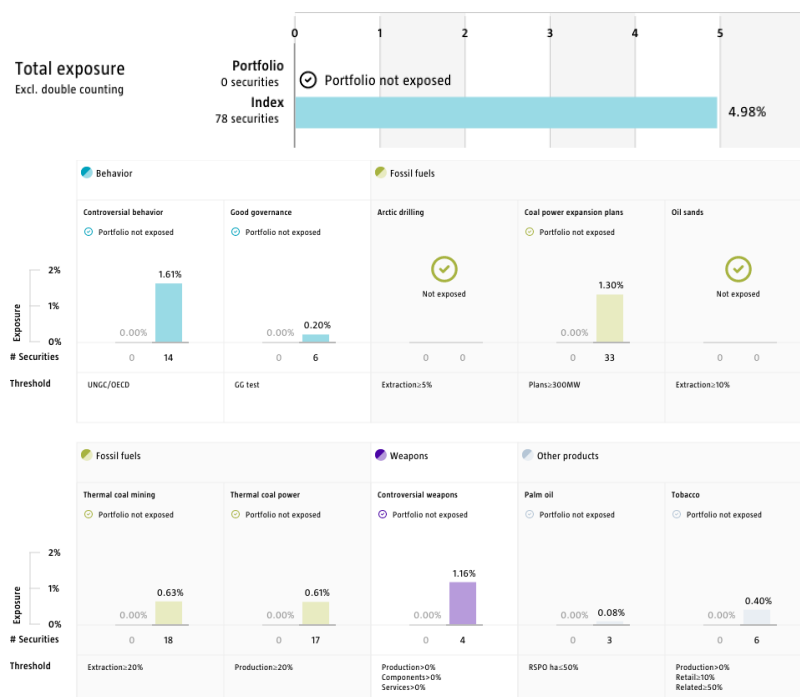 0 1 2 3 4 5
Total exposure
Excl. double counting
Portfolio
0 securities
Portfolio not exposed
Index
78 securities
4.98%
Behavior
Fossil fuels
Controversial behavior
Good governance
Arctic drilling
Coal power expansion plans
Oil sands
Portfolio not exposed
Portfolio not exposed
Portfolio not exposed
Not exposed
Not exposed
Exposure
2%
1%
0%
0.00% 1.61%
0.00% 0.20%
0.00% 1.30%
# Securities
0 14
0 6
0 0
0 33
0 0
Threshold
UNGC/OECD
GG test
Extraction≥5%
Plans≥300MW
Extraction≥10%
Fossil fuels
Weapons
Other products
Thermal coal mining
Thermal coal power
Controversial weapons
Palm oil
Tobacco
Portfolio not exposed
Portfolio not exposed
Portfolio not exposed
Portfolio not exposed
Portfolio not exposed
Exposure
2%
1%
0%
0.00% 0.63%
0.00% 0.61%
0.00% 1.16%
0.00% 0.08%
0.00% 0.40%
# Securities
0 18
0 17
0 4
0 3
0 6
Threshold
Extraction≥20%
Production≥20%
Production>0%
Components>0%
Services>0%
RSPO ha≤50%
Production>0%
Retail≥10%
Related≥50%